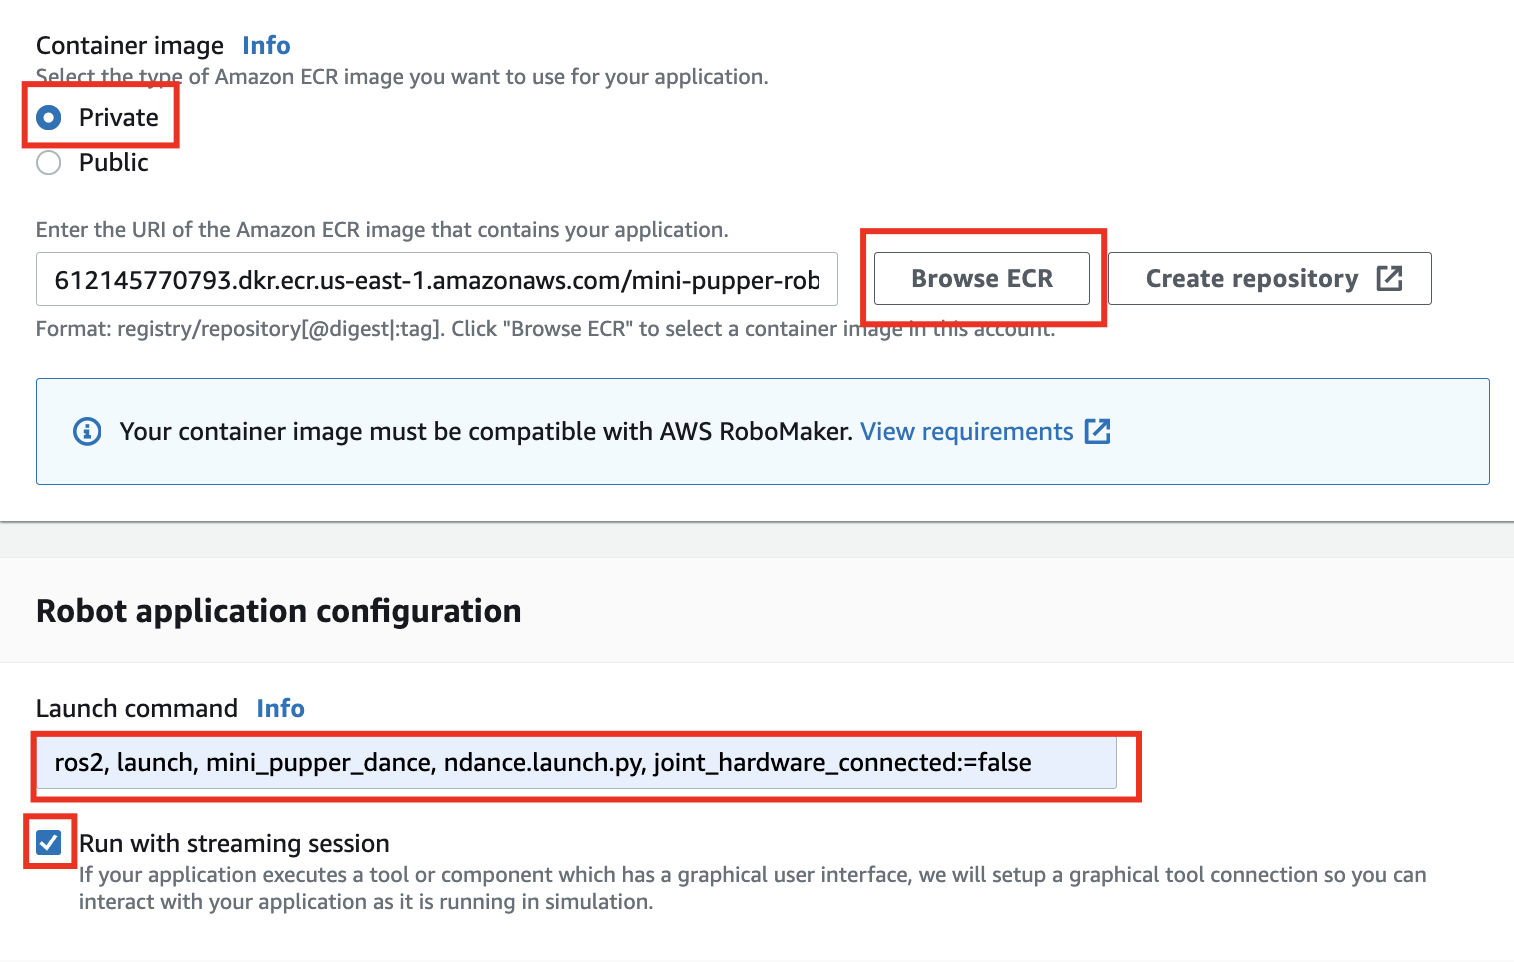 Container image Info
Select the type of Amazon ECR image you want to use for your application.
Private
Public
Enter the URI of the Amazon ECR image that contains your application.
612145770793.dkr.ecr.us-east-1.amazonaws.com/mini-pupper-rob
Browse ECR
Create repository
Format: registry/repository[@digest|:tag]. Click "Browse ECR" to select a container image in this account.
Your container image must be compatible with AWS RoboMaker. View requirements
Robot application configuration
Launch command Info
ros2, launch, mini_pupper_dance, ndance.launch.py, joint_hardware_connected:=false
Run with streaming session
If your application executes a tool or component which has a graphical user interface, we will setup a graphical tool connection so you can
interact with your application as it is running in simulation.